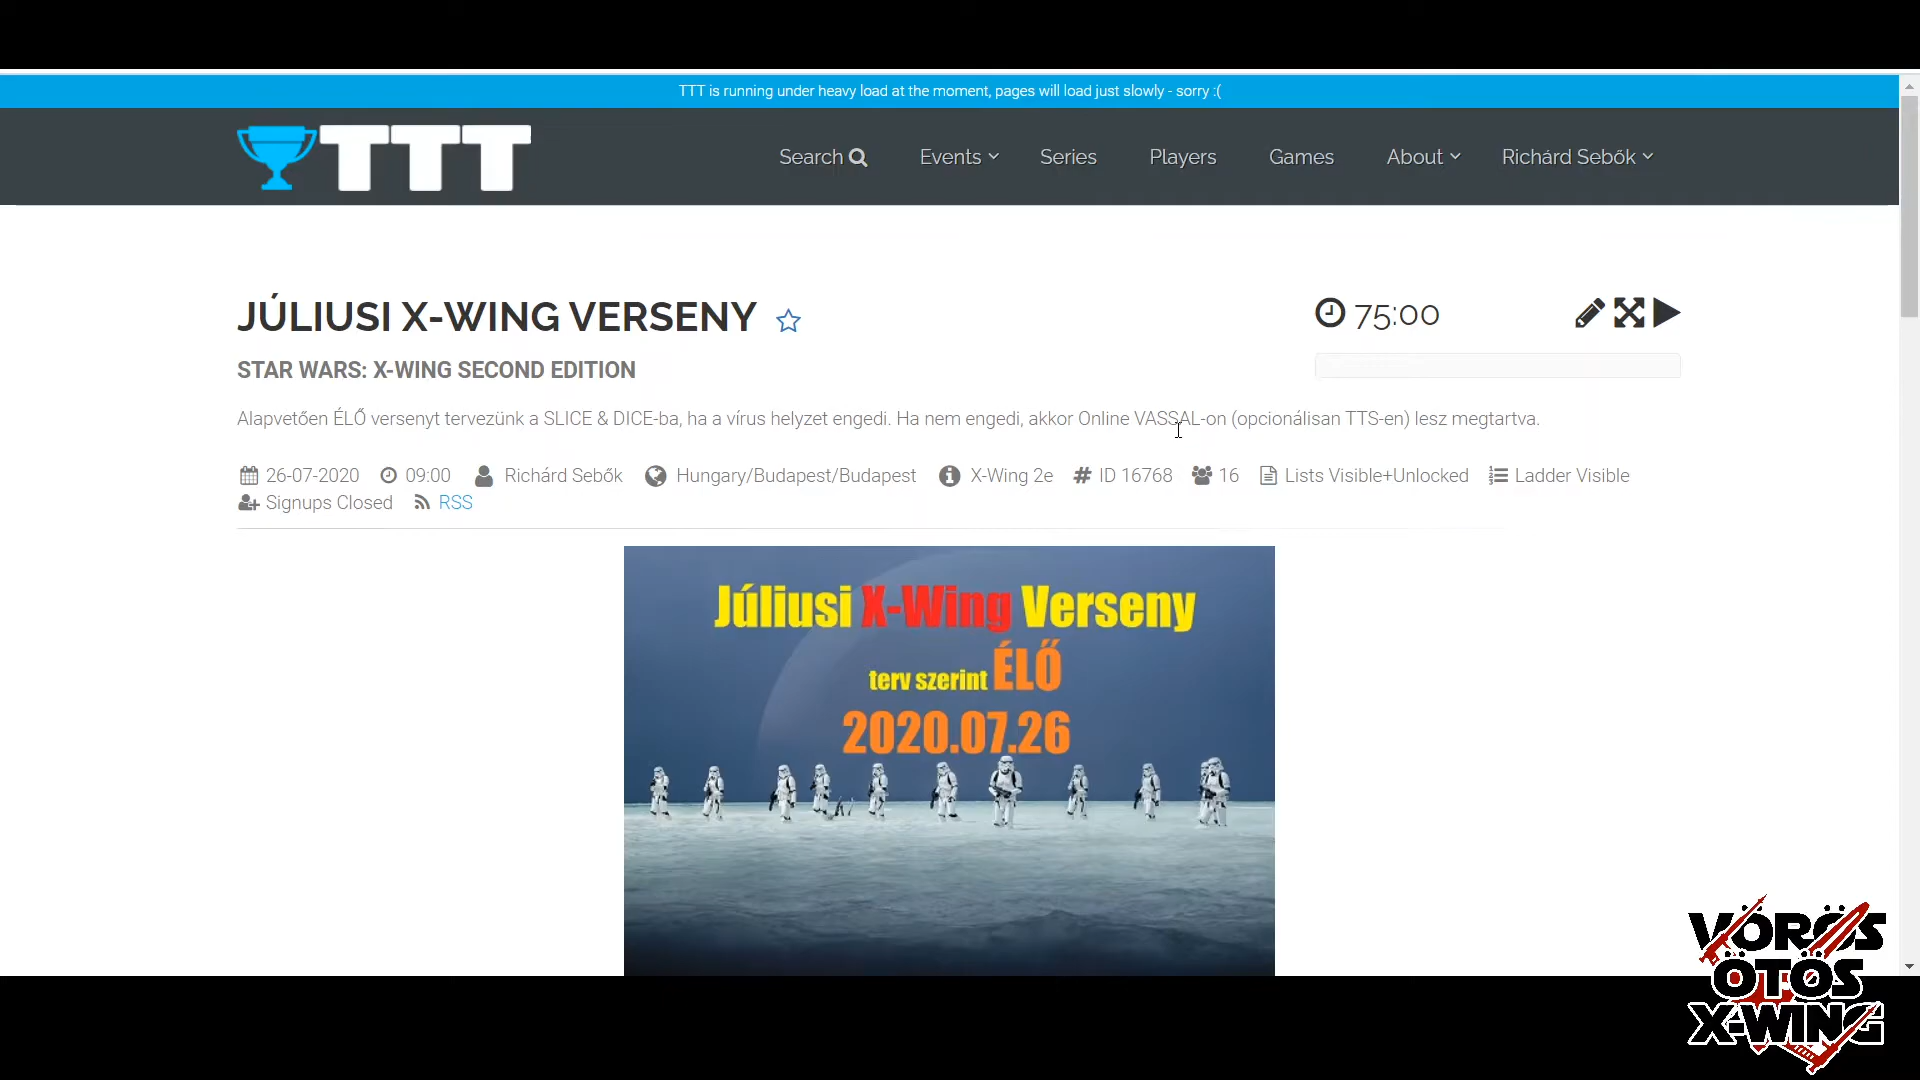 TTT is running under heavy load at the moment, pages will load just slowly - sorry :(
TTT
Search
Events
Series
Players
Games
About
Richárd Sebők
JÚLIUSI X-WING VERSENY
75:00
STAR WARS: X-WING SECOND EDITION
Alapvetően ÉLŐ versenyt tervezünk a SLICE & DICE-ba, ha a vírus helyzet engedi. Ha nem engedi, akkor Online VASSAL-on (opcionálisan TTS-en) lesz megtartva.
26-07-2020 09:00 Richárd Sebők Hungary/Budapest/Budapest X-Wing 2e ID 16768 16 Lists Visible+Unlocked Ladder Visible
Signups Closed RSS
Júliusi X-Wing Verseny
terv szerint ÉLŐ
2020.07.26
VÖRÖS
ÖTÖS
X-WING